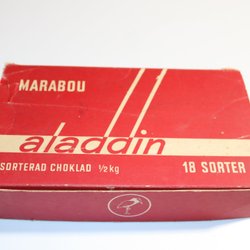 MARABOU
aladdin
SORTERAD CHOKLAD ½ kg
18 SORTER